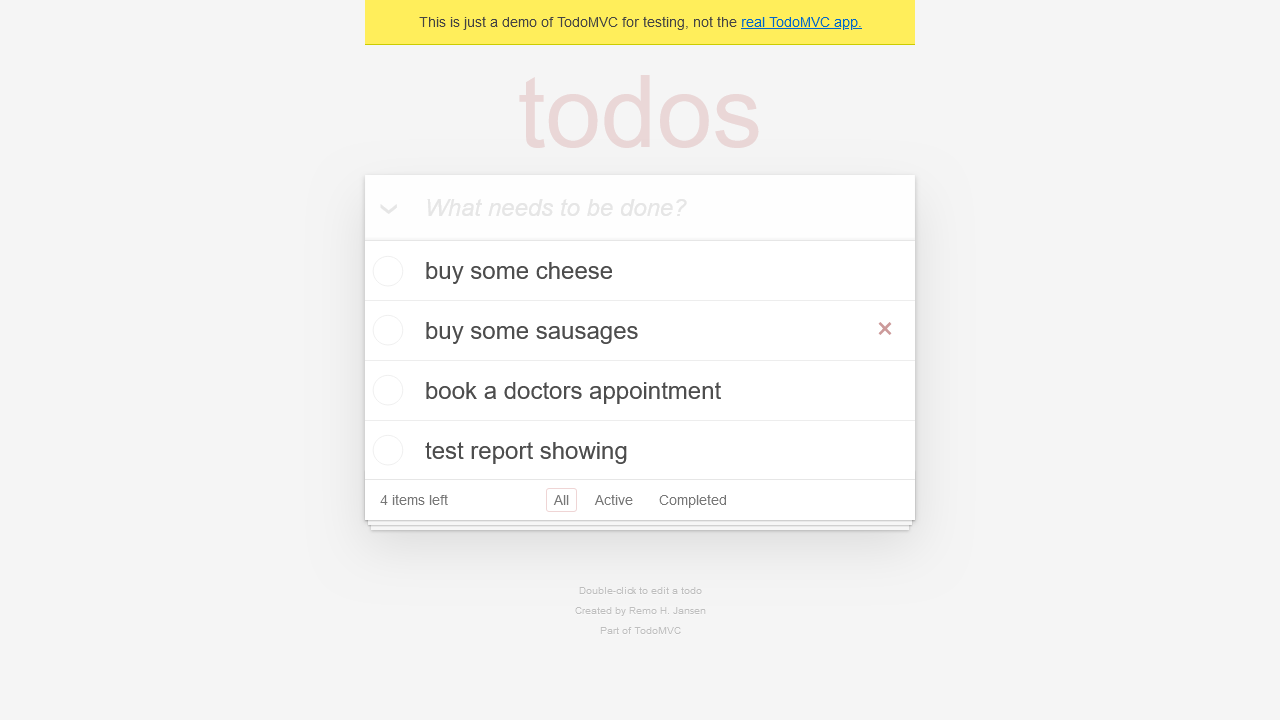 This is just a demo of TodoMVC for testing, not the real TodoMVC app.
todos
What needs to be done?
buy some cheese
buy some sausages
book a doctors appointment
test report showing
4 items left All Active Completed
Double-click to edit a todo
Created by Remo H. Jansen
Part of TodoMVC